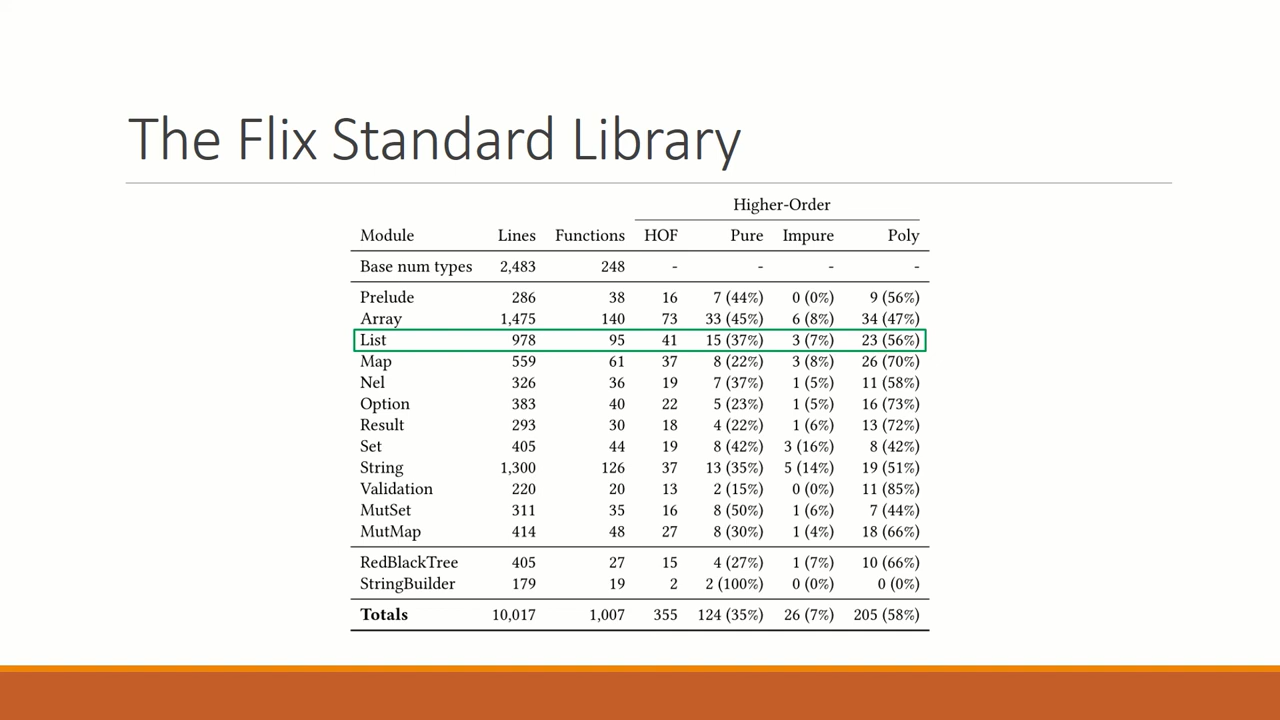 The Flix Standard Library
Higher-Order
Module Lines Functions HOF Pure Impure Poly
Base num types 2,483 248 - - - -
Prelude 286 38 16 7 (44%) 0 (0%) 9 (56%)
Array 1,475 140 73 33 (45%) 6 (8%) 34 (47%)
List 978 95 41 15 (37%) 3 (7%) 23 (56%)
Map 559 61 37 8 (22%) 3 (8%) 26 (70%)
Nel 326 36 19 7 (37%) 1 (5%) 11 (58%)
Option 383 40 22 5 (23%) 1 (5%) 16 (73%)
Result 293 30 18 4 (22%) 1 (6%) 13 (72%)
Set 405 44 19 8 (42%) 3 (16%) 8 (42%)
String 1,300 126 37 13 (35%) 5 (14%) 19 (51%)
Validation 220 20 13 2 (15%) 0 (0%) 11 (85%)
MutSet 311 35 16 8 (50%) 1 (6%) 7 (44%)
MutMap 414 48 27 8 (30%) 1 (4%) 18 (66%)
RedBlackTree 405 27 15 4 (27%) 1 (7%) 10 (66%)
StringBuilder 179 19 2 2 (100%) 0 (0%) 0 (0%)
Totals 10,017 1,007 355 124 (35%) 26 (7%) 205 (58%)